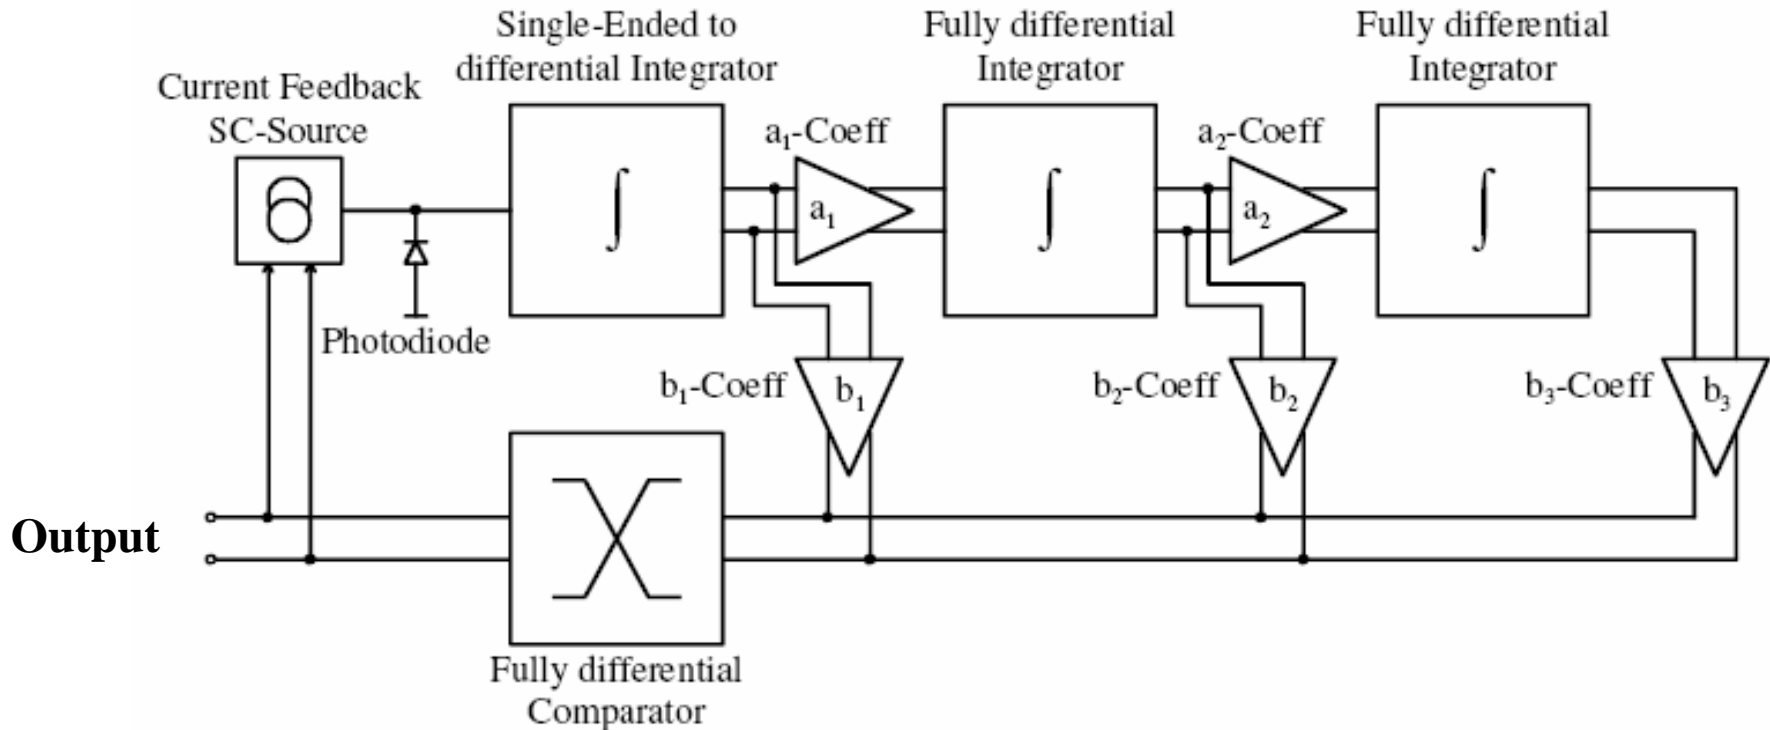 Single-Ended to
differential Integrator
Fully differential
Integrator
Fully differential
Integrator
Current Feedback
SC-Source
a₁-Coeff
a₂-Coeff
∫
∫
∫
a₁
a₂
Photodiode
b₁-Coeff
b₁
b₂-Coeff
b₂
b₃-Coeff
b₃
Output
Fully differential
Comparator